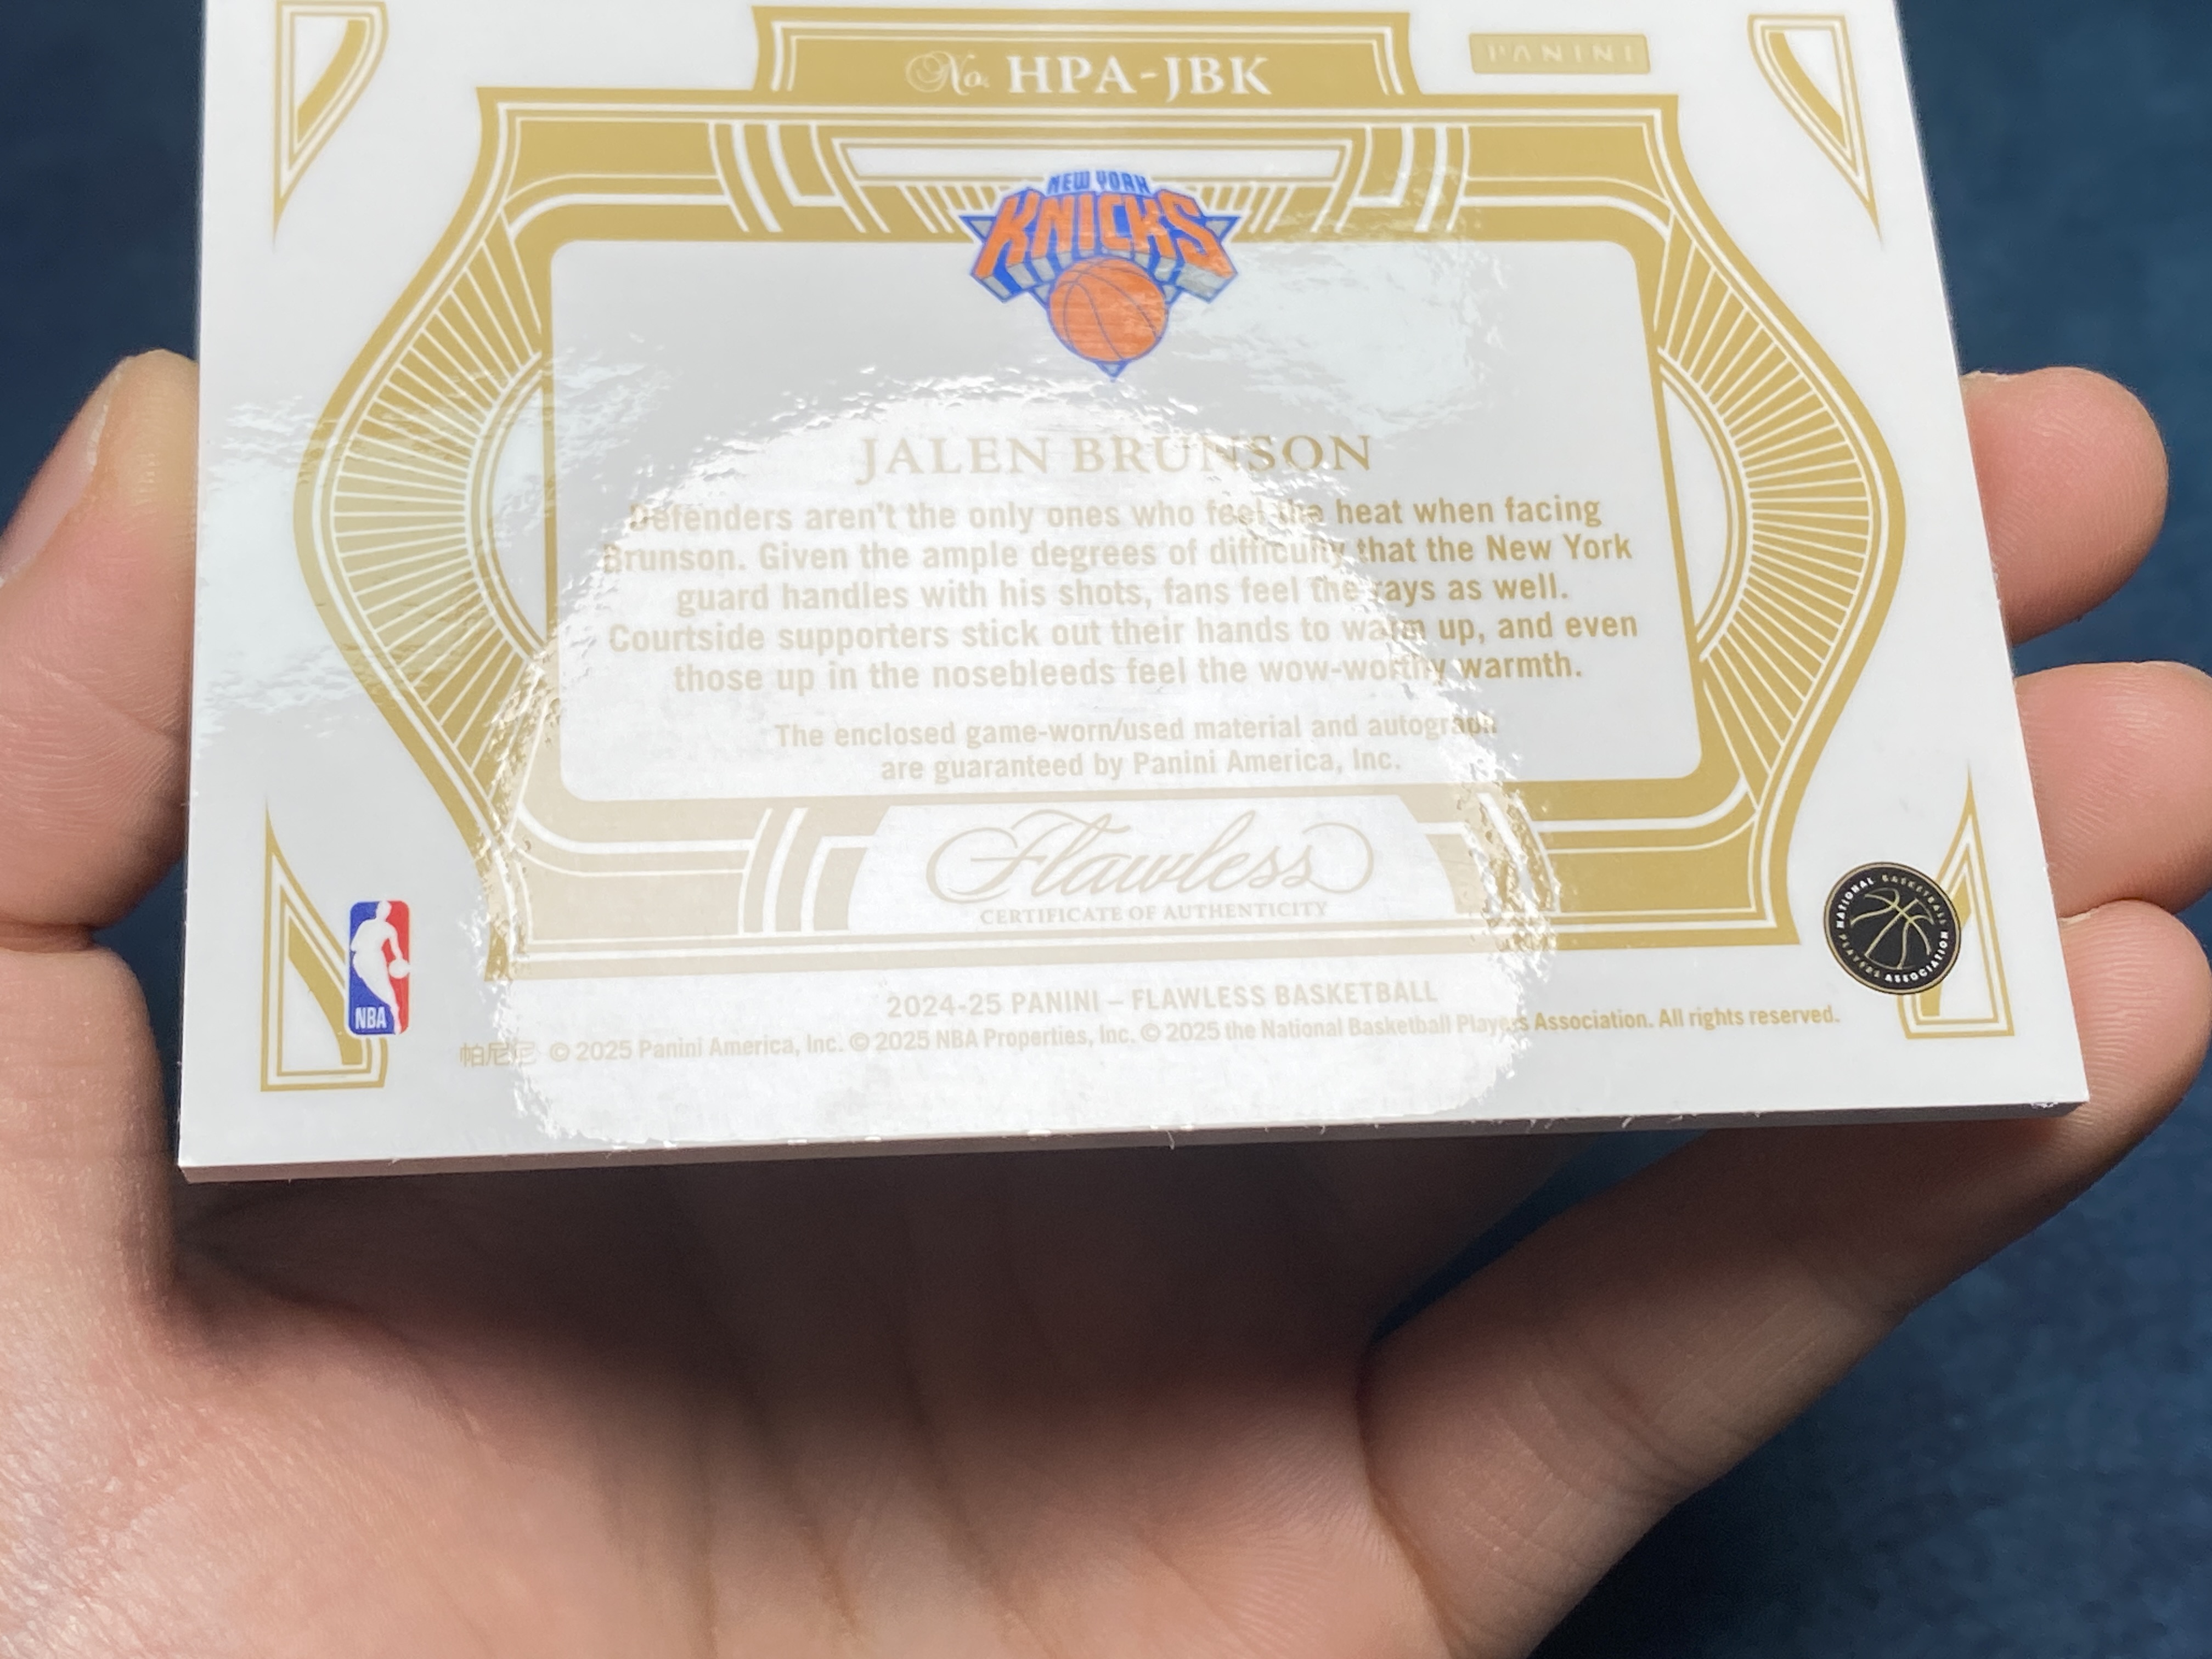 No. HPA-JBK
PANINI
NEW YORK
KNICKS
JALEN BRUNSON
Defenders aren't the only ones who feel the heat when facing
Brunson. Given the ample degrees of difficulty that the New York
guard handles with his shots, fans feel the rays as well.
Courtside supporters stick out their hands to warm up, and even
those up in the nosebleeds feel the wow-worthy warmth.
The enclosed game-worn/used material and autograph
are guaranteed by Panini America, Inc.
Flawless
CERTIFICATE OF AUTHENTICITY
NBA
NATIONAL BASKETBALL PLAYERS ASSOCIATION
2024-25 PANINI – FLAWLESS BASKETBALL
帕尼尼 © 2025 Panini America, Inc. © 2025 NBA Properties, Inc. © 2025 the National Basketball Players Association. All rights reserved.